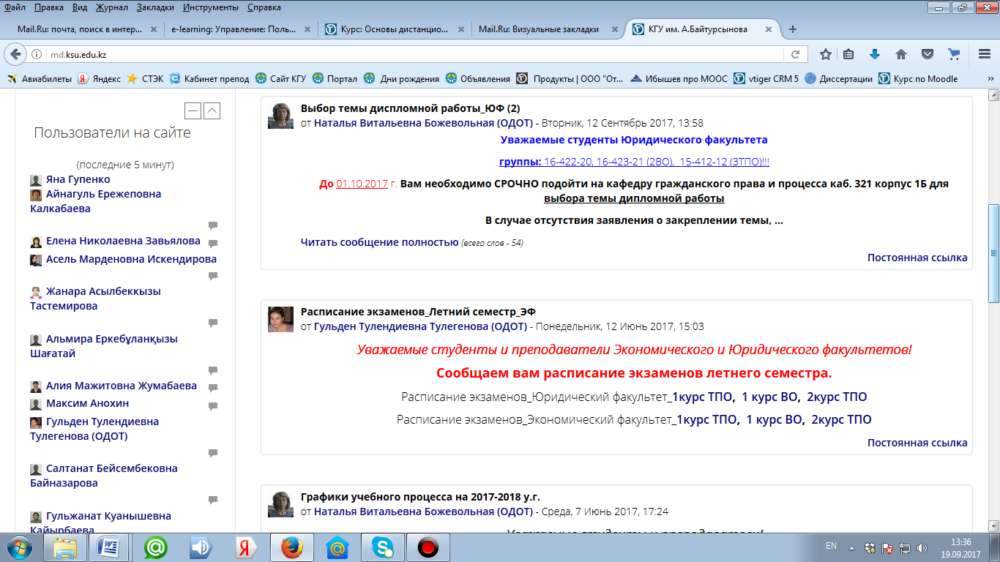 Файл Правка Вид Журнал Закладки Инструменты Справка
Mail.Ru: почта, поиск в интер... e-learning: Управление: Поль... Курс: Основы дистанцио... Mail.Ru: Визуальные закладки КГУ им. А.Байтурсынова
md.ksu.edu.kz
Авиабилеты Яндекс СТЭК Кабинет препод Сайт КГУ Портал Дни рождения Объявления Продукты | ООО "От... Ибышев про МООС vtiger CRM 5 Диссертации Курс по Moodle
Пользователи на сайте
(последние 5 минут)
Яна Гупенко
Айнагуль Ережеповна
Калкабаева
Елена Николаевна Завьялова
Асель Марденовна Искендирова
Жанара Асылбеккызы
Тастемирова
Альмира Еркебұланқызы
Шағатай
Алия Мажитовна Жумабаева
Максим Анохин
Гульден Тулендиевна
Тулегенова (ОДОТ)
Салтанат Бейсембековна
Байназарова
Гульжанат Куанышевна
Кайырбаева
Выбор темы диспломной работы_ЮФ (2)
от Наталья Витальевна Божевольная (ОДОТ) - Вторник, 12 Сентябрь 2017, 13:58
Уважаемые студенты Юридического факультета
группы: 16-422-20, 16-423-21 (2ВО), 15-412-12 (3ТПО)!!!
До 01.10.2017 г. Вам необходимо СРОЧНО подойти на кафедру гражданского права и процесса каб. 321 корпус 1Б для
выбора темы дипломной работы
В случае отсутствия заявления о закреплении темы, ...
Читать сообщение полностью (всего слов - 54)
Постоянная ссылка
Расписание экзаменов_Летний семестр_ЭФ
от Гульден Тулендиевна Тулегенова (ОДОТ) - Понедельник, 12 Июнь 2017, 15:03
Уважаемые студенты и преподаватели Экономического и Юридического факультетов!
Сообщаем вам расписание экзаменов летнего семестра.
Расписание экзаменов_Юридический факультет_1курс ТПО, 1 курс ВО, 2курс ТПО
Расписание экзаменов_Экономический факультет_1курс ТПО, 1 курс ВО, 2курс ТПО
Постоянная ссылка
Графики учебного процесса на 2017-2018 у.г.
от Наталья Витальевна Божевольная (ОДОТ) - Среда, 7 Июнь 2017, 17:24
EN
13:36
19.09.2017